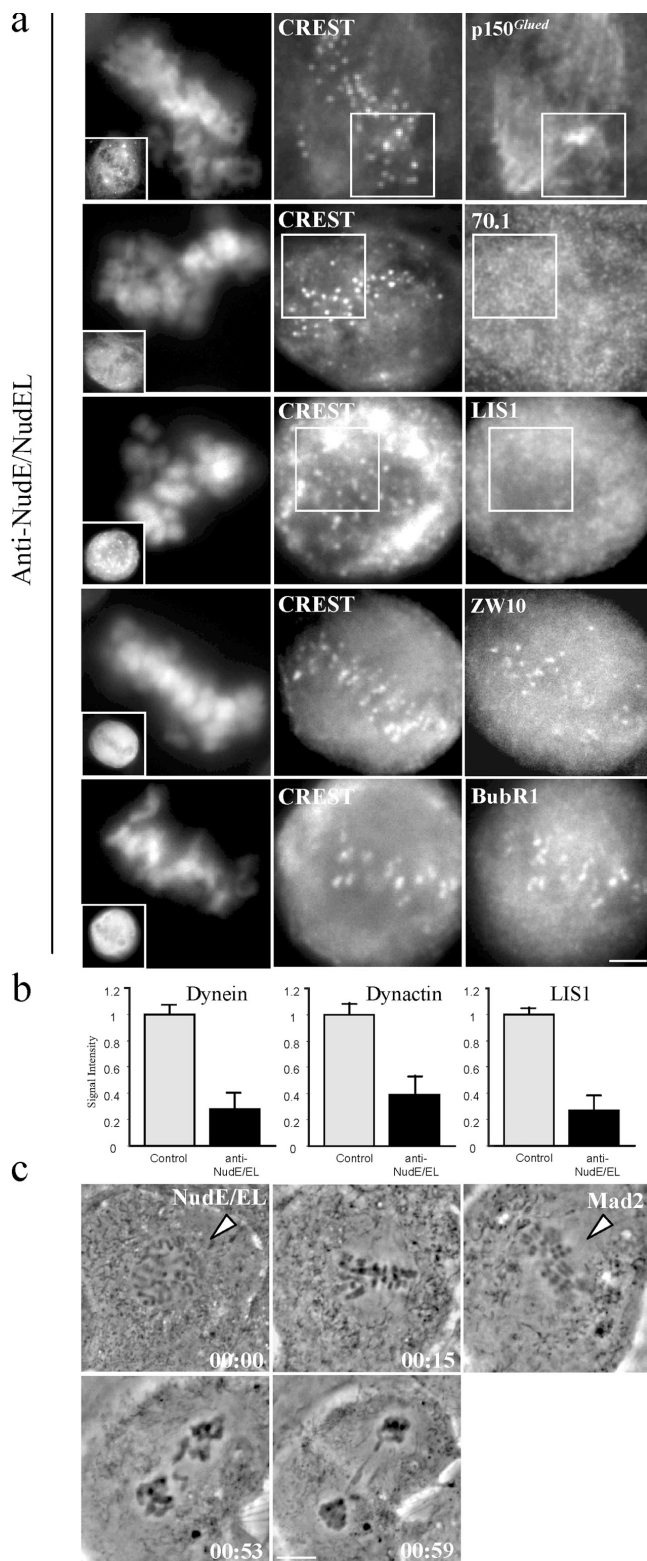 a
Anti-NudE/NudEL
CREST
p150Glued
CREST
70.1
CREST
LIS1
CREST
ZW10
CREST
BubR1
b
Signal Intensity
1.2
1
0.8
0.6
0.4
0.2
0
Dynein
Control
anti-
NudE/EL
1.2
1
0.8
0.6
0.4
0.2
0
Dynactin
Control
anti-
NudE/EL
1.2
1
0.8
0.6
0.4
0.2
0
LIS1
Control
anti-
NudE/EL
c
NudE/EL
00:00
00:15
Mad2
00:53
00:59